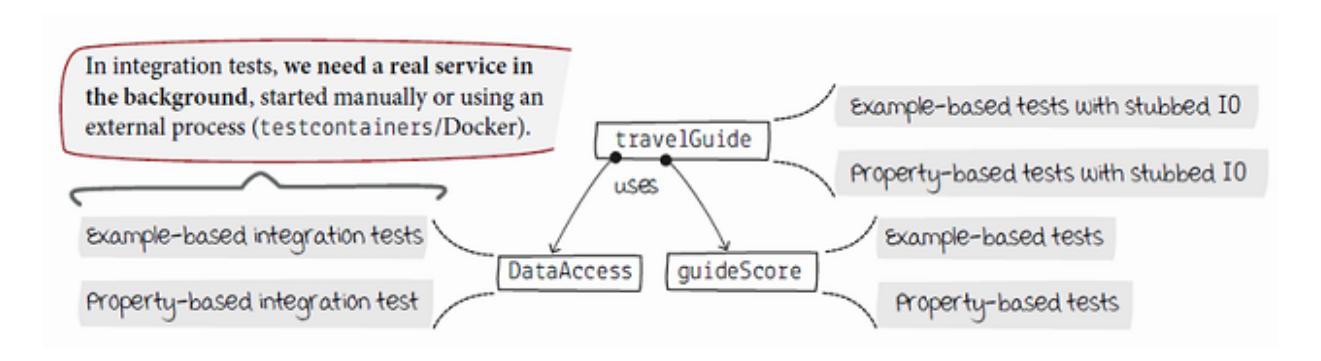 In integration tests, we need a real service in
the background, started manually or using an
external process (testcontainers/Docker).
travelGuide
uses
Example-based tests with stubbed IO
Property-based tests with stubbed IO
Example-based integration tests
Property-based integration test
DataAccess
guideScore
Example-based tests
Property-based tests